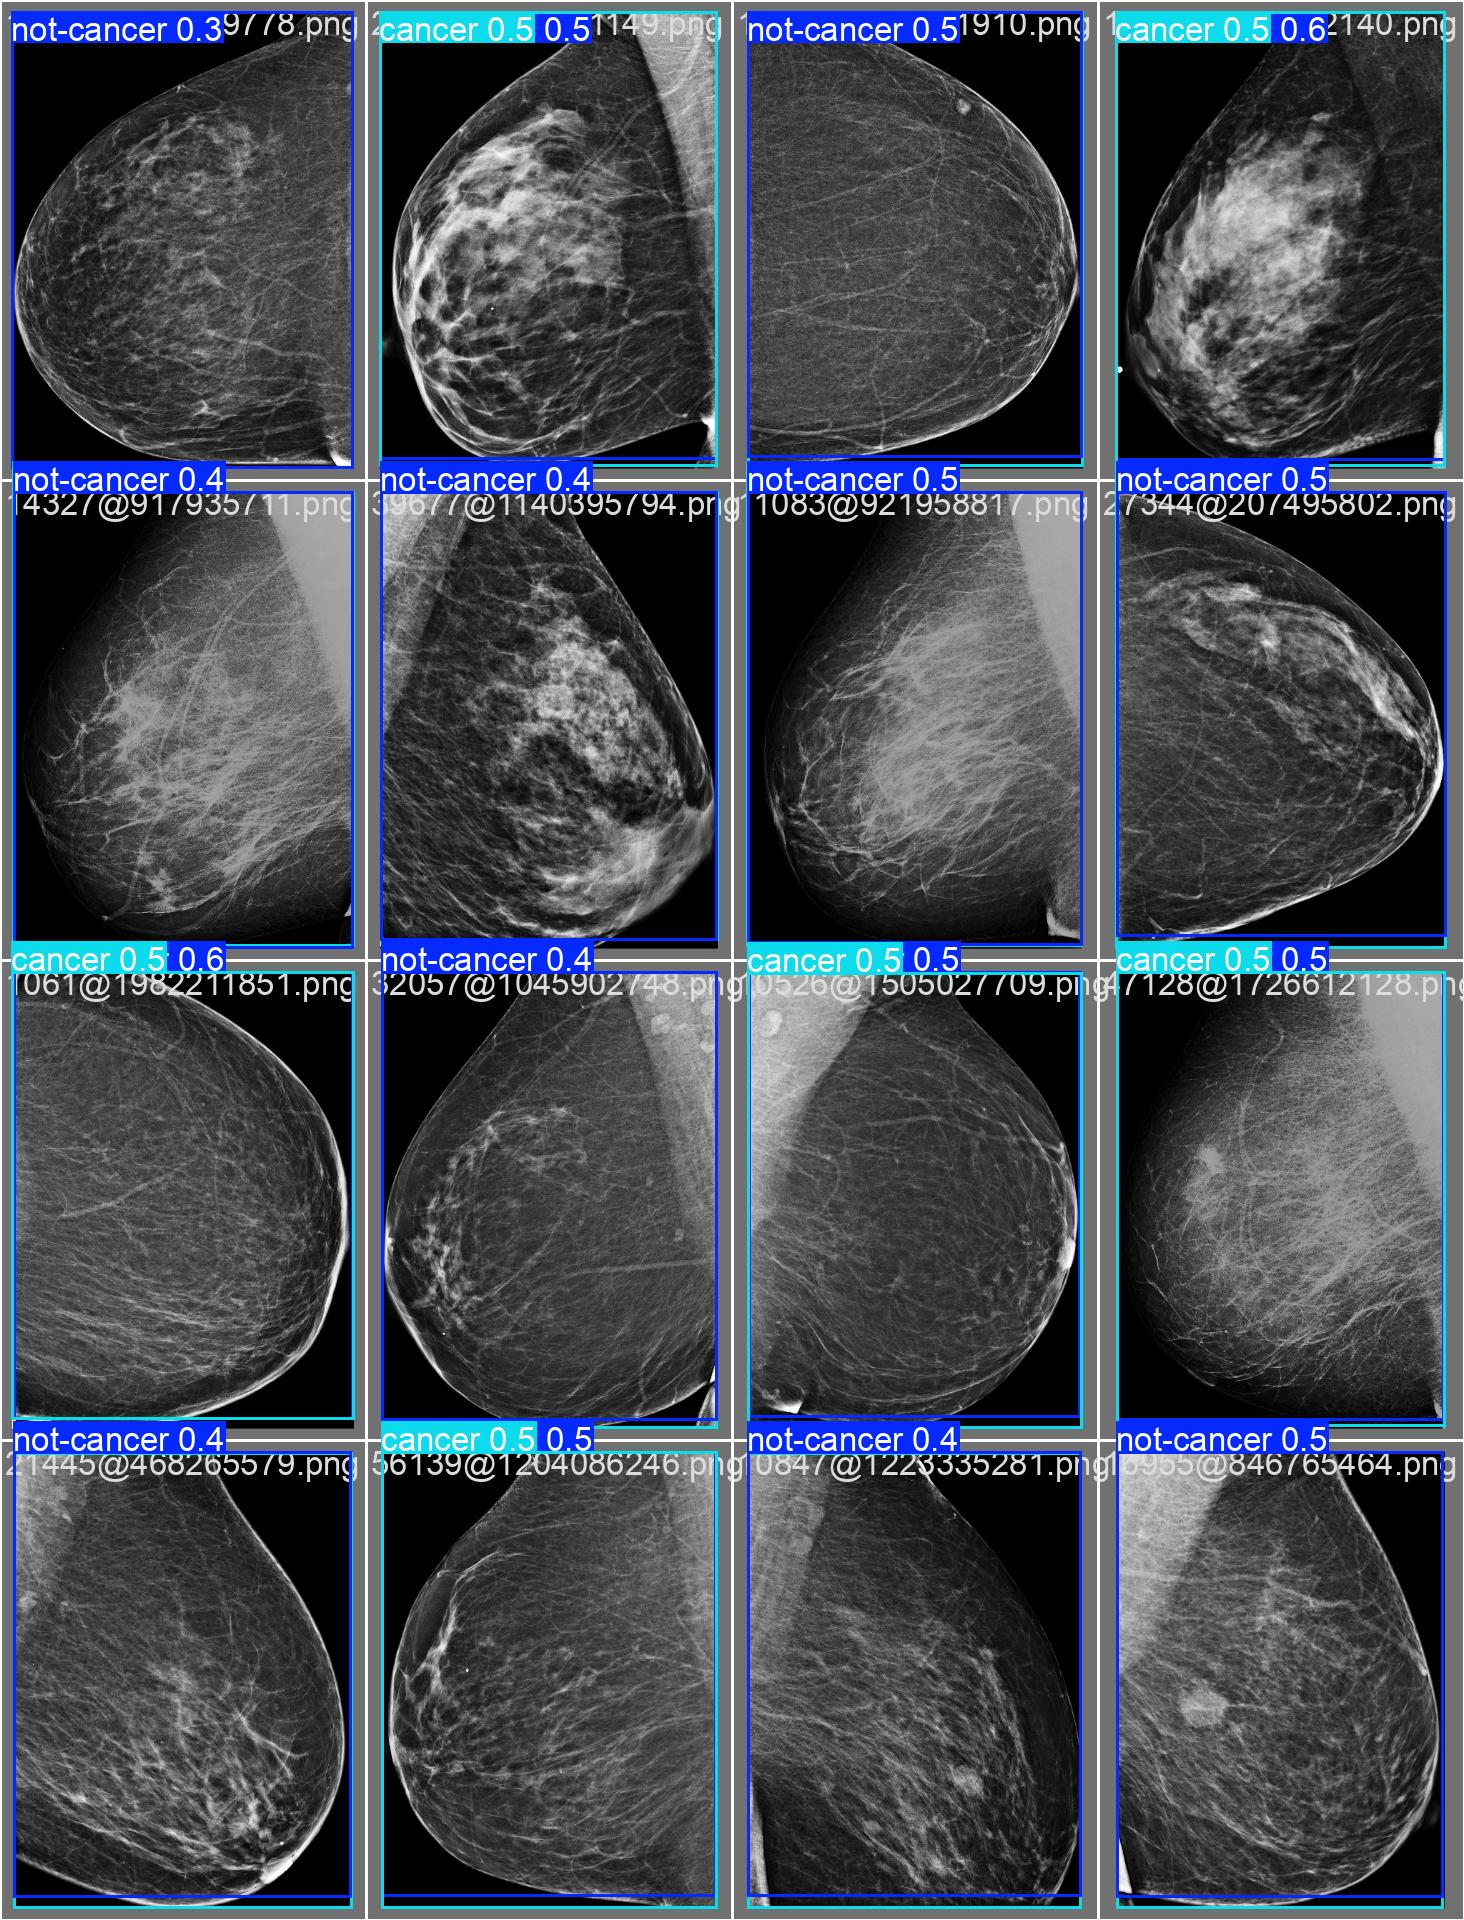 not-cancer 0.3 9778.png
cancer 0.5 0.5 1149.png
not-cancer 0.5 1910.png
cancer 0.5 0.6 2140.png
not-cancer 0.4
14327@917935711.png
not-cancer 0.4
39677@1140395794.png
not-cancer 0.5
11083@921958817.png
not-cancer 0.5
27344@207495802.png
cancer 0.5 0.6
1061@1982211851.png
not-cancer 0.4
32057@1045902748.png
cancer 0.5 0.5
10526@1505027709.png
cancer 0.5 0.5
47128@1726612128.png
not-cancer 0.4
21445@468265579.png
cancer 0.5 0.5
56139@1204086246.png
not-cancer 0.4
10847@1223335281.png
not-cancer 0.5
8955@846765464.png